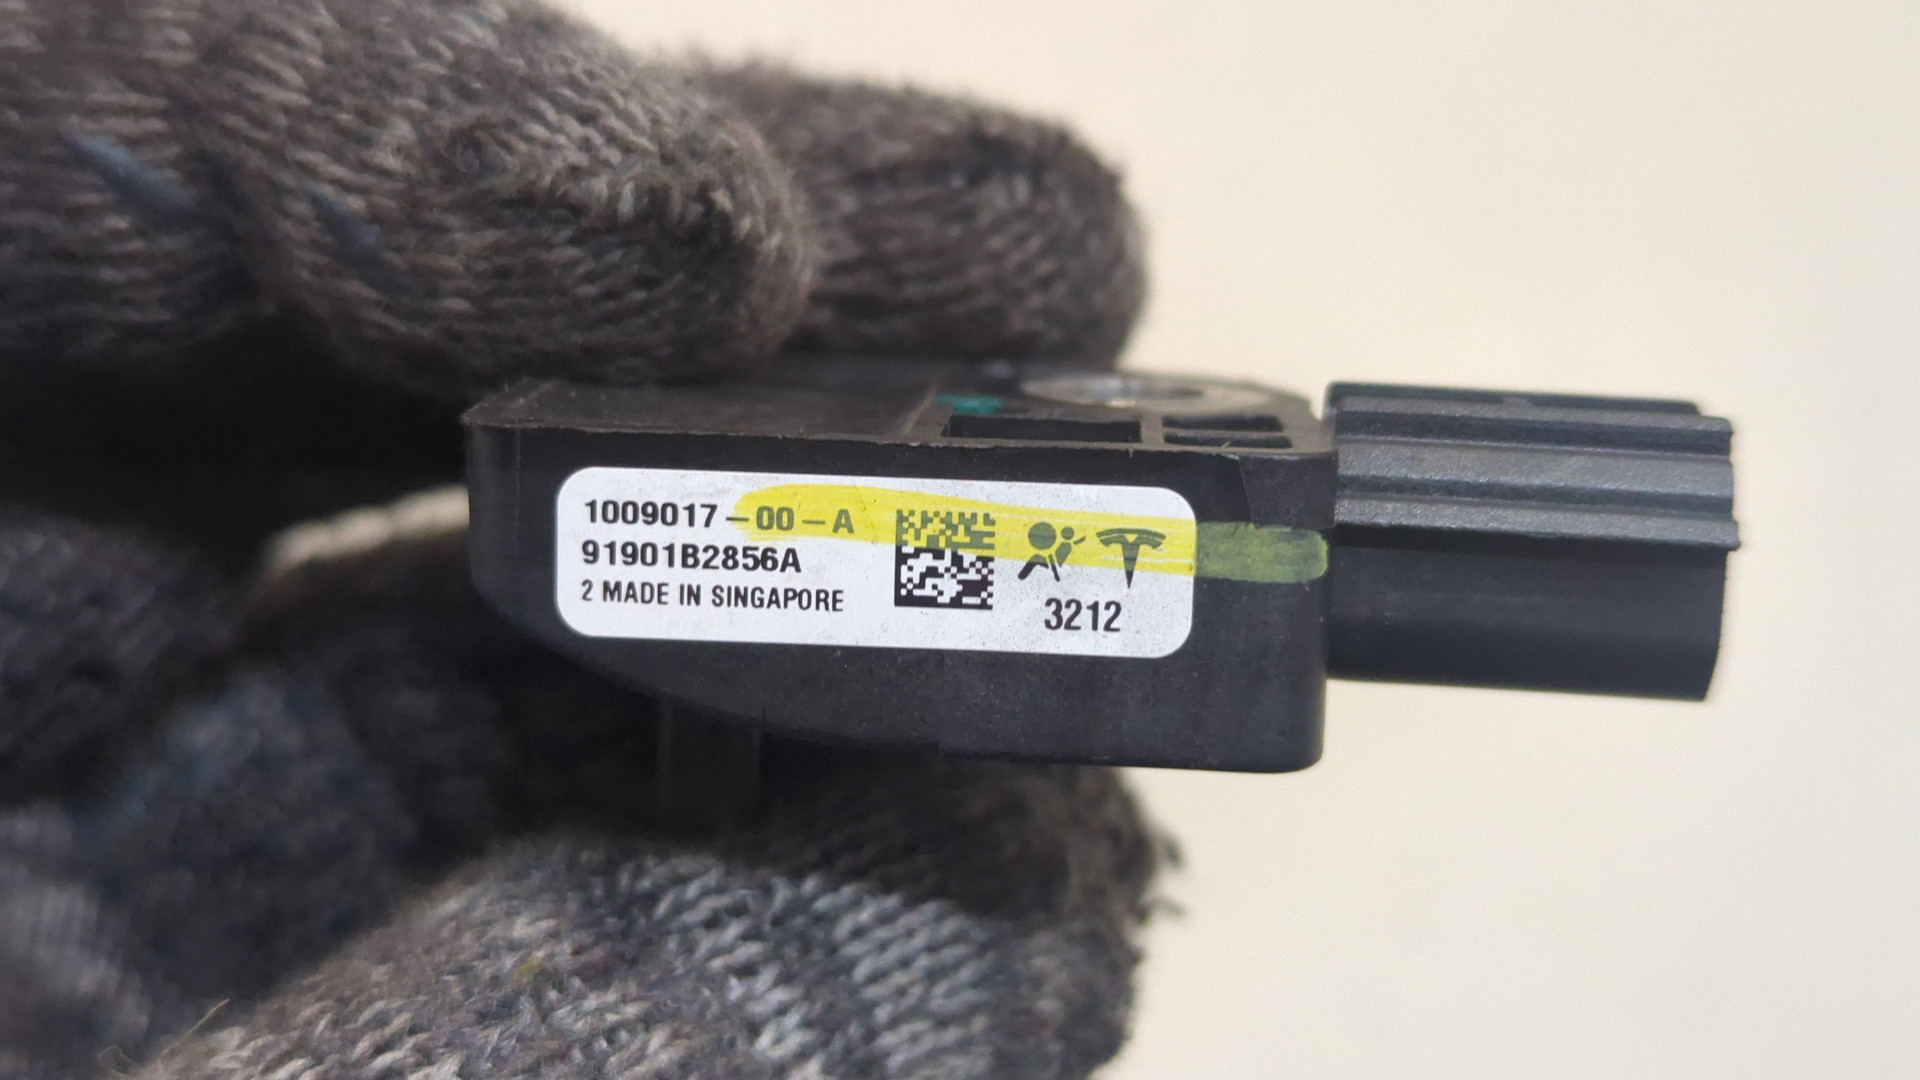 1009017-00-A
91901B2856A
2 MADE IN SINGAPORE
3212